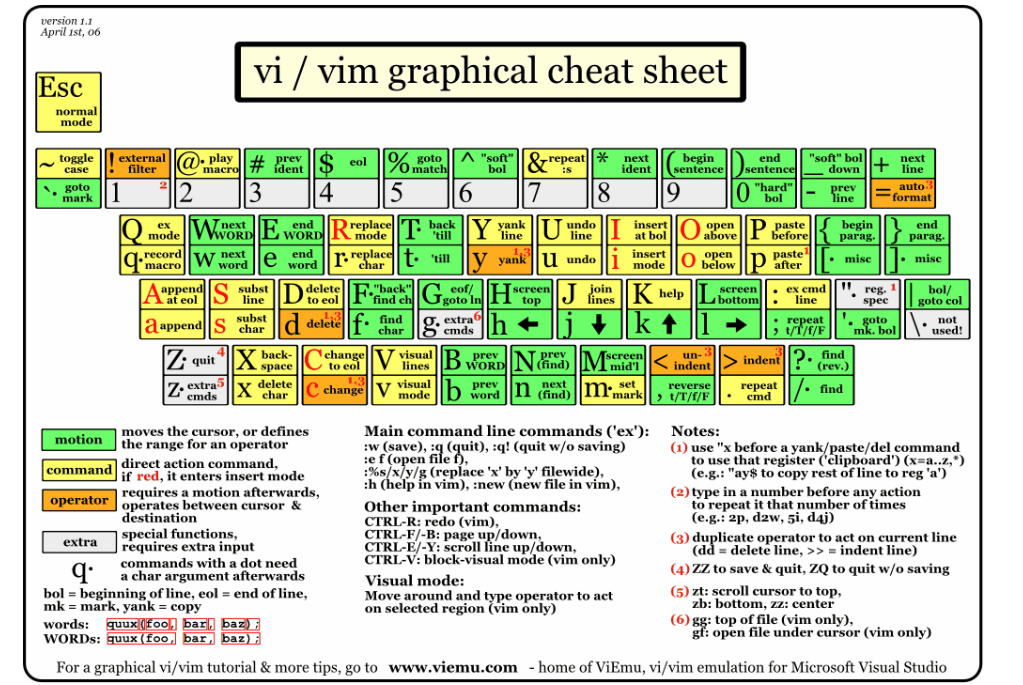 version 1.1
April 1st, 06
vi / vim graphical cheat sheet
Esc
normal
mode
~ toggle case
! external filter
@· play macro
# prev ident
$ eol
% goto match
^ "soft" bol
& repeat :s
* next ident
( begin sentence
) end sentence
_ "soft" bol down
+ next line
`· goto mark
1 2
2
3
4
5
6
7
8
9
0 "hard" bol
- prev line
= auto 3 format
Q ex mode
W next WORD
E end WORD
R replace mode
T· back 'till
Y yank line
U undo line
I insert at bol
O open above
P paste before
{ begin parag.
} end parag.
q· record macro
w next word
e end word
r· replace char
t· 'till
y yank 1,3
u undo
i insert mode
o open below
p paste 1 after
[· misc
]· misc
A append at eol
S subst line
D delete to eol
F· "back" find ch
G eof/ goto ln
H screen top
J join lines
K help
L screen bottom
: ex cmd line
"· reg. 1 spec
| bol/ goto col
a append
s subst char
d delete 1,3
f· find char
g· extra 6 cmds
h ←
j ↓
k ↑
l →
; repeat t/T/f/F
'· goto mk. bol
\· not used!
Z· quit 4
X back- space
C change to eol
V visual lines
B prev WORD
N prev (find)
M screen mid'l
< un- 3 indent
> indent 3
?· find (rev.)
Z· extra 5 cmds
x delete char
c change 1,3
v visual mode
b prev word
n next (find)
m· set mark
, reverse t/T/f/F
. repeat cmd
/· find
motion moves the cursor, or defines
the range for an operator
command direct action command,
if red, it enters insert mode
operator requires a motion afterwards,
operates between cursor &
destination
extra special functions,
requires extra input
q· commands with a dot need
a char argument afterwards
bol = beginning of line, eol = end of line,
mk = mark, yank = copy
words: quux(foo, bar, baz);
WORDs: quux(foo, bar, baz);
Main command line commands ('ex'):
:w (save), :q (quit), :q! (quit w/o saving)
:e f (open file f),
:%s/x/y/g (replace 'x' by 'y' filewide),
:h (help in vim), :new (new file in vim),
Other important commands:
CTRL-R: redo (vim),
CTRL-F/-B: page up/down,
CTRL-E/-Y: scroll line up/down,
CTRL-V: block-visual mode (vim only)
Visual mode:
Move around and type operator to act
on selected region (vim only)
Notes:
(1) use "x before a yank/paste/del command
to use that register ('clipboard') (x=a..z,*)
(e.g.: "ay$ to copy rest of line to reg 'a')
(2) type in a number before any action
to repeat it that number of times
(e.g.: 2p, d2w, 5i, d4j)
(3) duplicate operator to act on current line
(dd = delete line, >> = indent line)
(4) ZZ to save & quit, ZQ to quit w/o saving
(5) zt: scroll cursor to top,
zb: bottom, zz: center
(6) gg: top of file (vim only),
gf: open file under cursor (vim only)
For a graphical vi/vim tutorial & more tips, go to www.viemu.com - home of ViEmu, vi/vim emulation for Microsoft Visual Studio